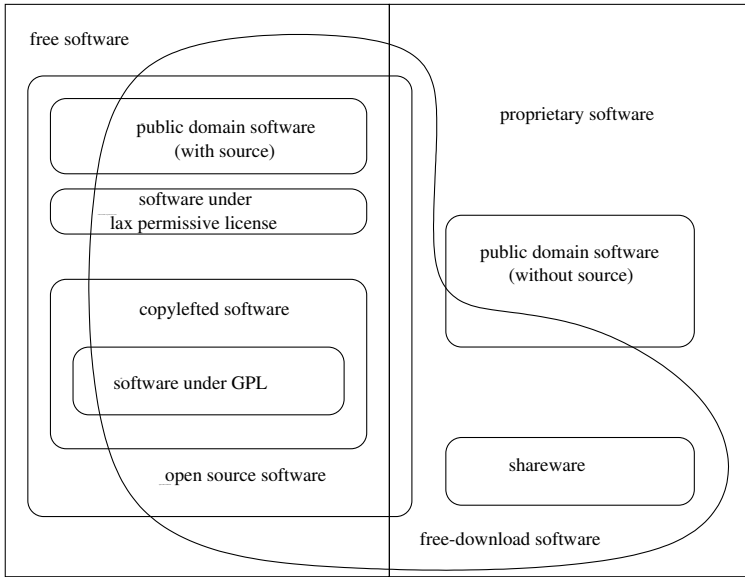 free software
public domain software
(with source)
software under
lax permissive license
copylefted software
software under GPL
open source software
proprietary software
public domain software
(without source)
shareware
free-download software